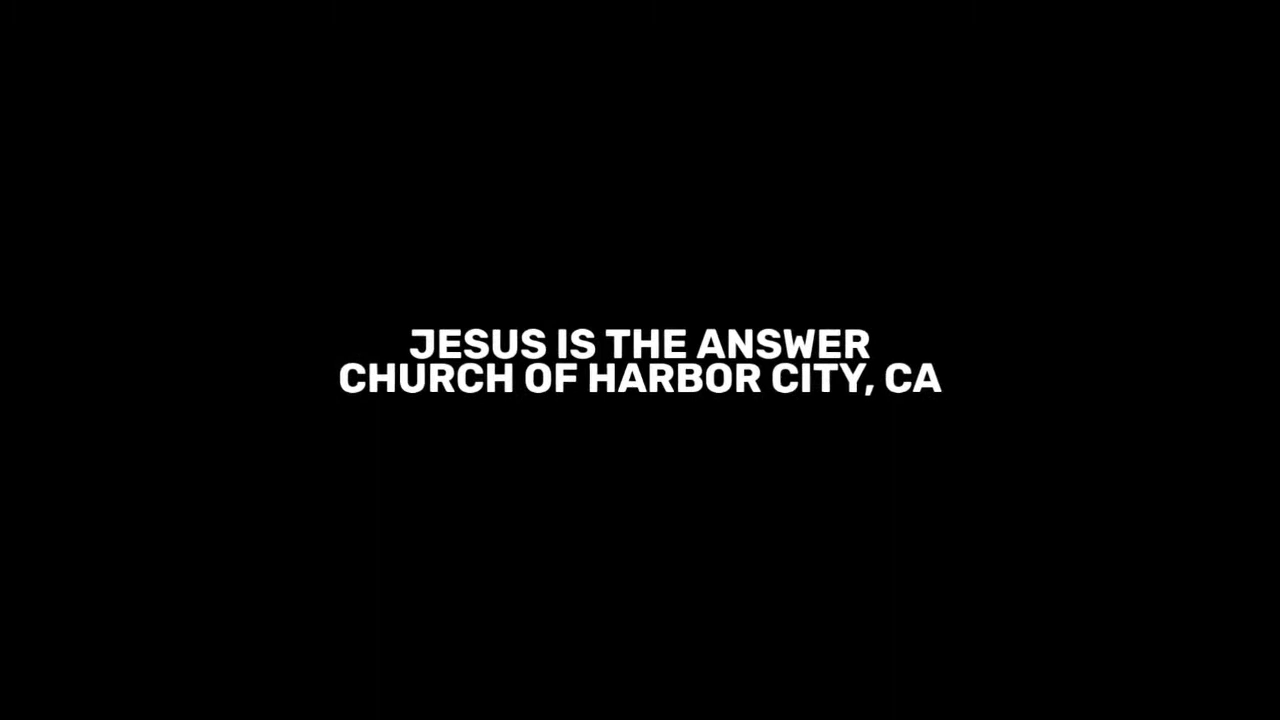 JESUS IS THE ANSWER
CHURCH OF HARBOR CITY, CA